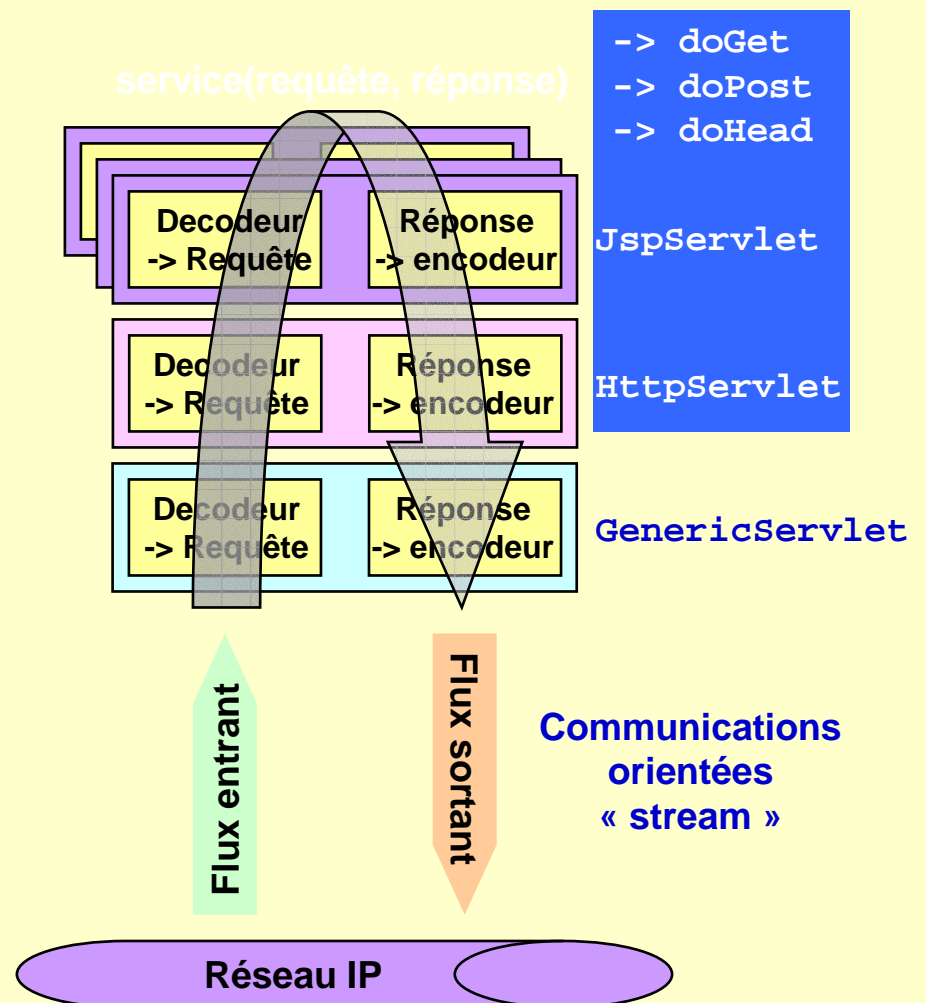 -> doGet
service(requête, réponse)
-> doPost
-> doHead
Decodeur
-> Requête
Réponse
-> encodeur
JspServlet
Decodeur
-> Requête
Réponse
-> encodeur
HttpServlet
Decodeur
-> Requête
Réponse
-> encodeur
GenericServlet
Flux entrant
Flux sortant
Communications
orientées
« stream »
Réseau IP